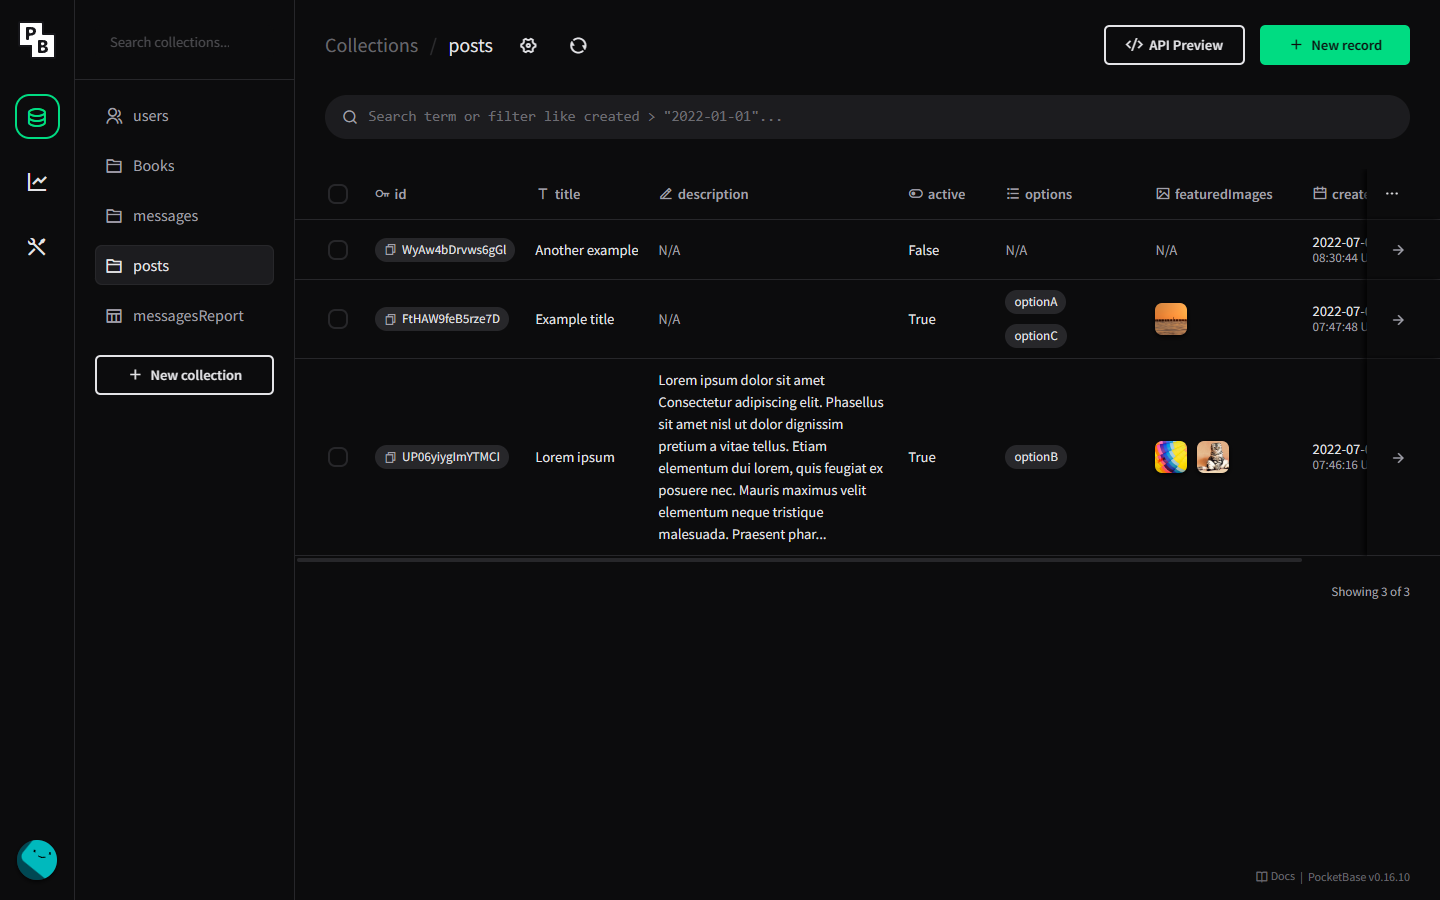 PB
Search collections...
users
Books
messages
posts
messagesReport
+ New collection
Collections / posts
API Preview
+ New record
Search term or filter like created > "2022-01-01"...
id title description active options featuredImages
WyAw4bDrvws6gGl Another example N/A False N/A N/A 2022-07-
08:30:44
FtHAW9feB5rze7D Example title N/A True optionA optionC 2022-07-
07:47:48
UP06yiygImYTMCI Lorem ipsum
Lorem ipsum dolor sit amet
Consectetur adipiscing elit. Phasellus
sit amet nisl ut dolor dignissim
pretium a vitae tellus. Etiam
elementum dui lorem, quis feugiat ex
posuere nec. Mauris maximus velit
elementum neque tristique
malesuada. Praesent phar...
True optionB 2022-07-
07:46:16
Showing 3 of 3
Docs | PocketBase v0.16.10